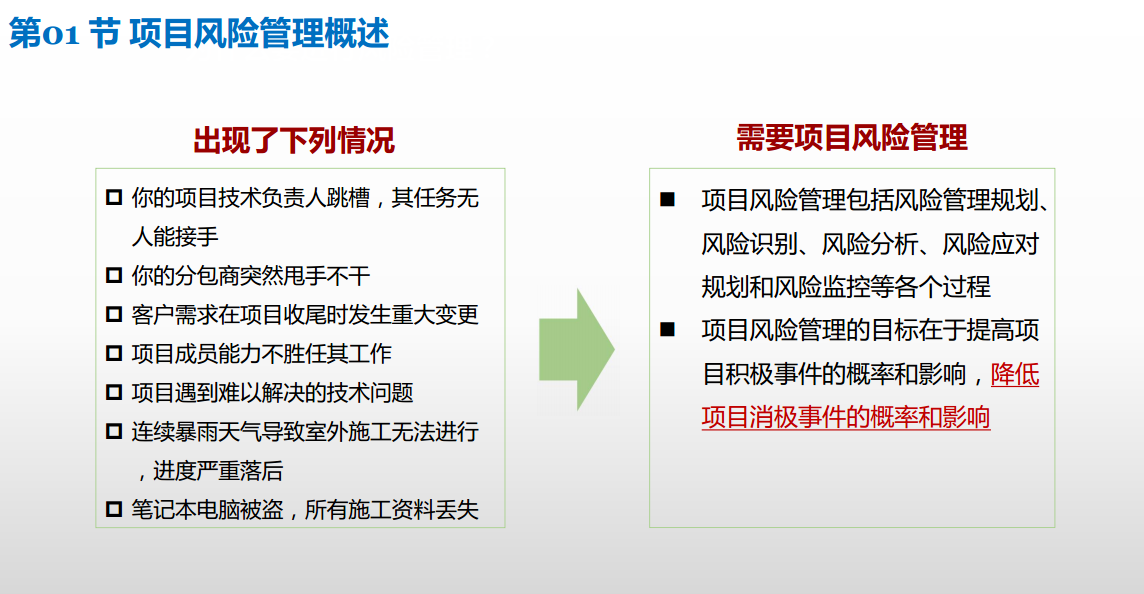 第01 节 项目风险管理概述
出现了下列情况
你的项目技术负责人跳槽，其任务无
人能接手
你的分包商突然甩手不干
客户需求在项目收尾时发生重大变更
项目成员能力不胜任其工作
项目遇到难以解决的技术问题
连续暴雨天气导致室外施工无法进行
，进度严重落后
笔记本电脑被盗，所有施工资料丢失
需要项目风险管理
项目风险管理包括风险管理规划、
风险识别、风险分析、风险应对
规划和风险监控等各个过程
项目风险管理的目标在于提高项
目积极事件的概率和影响，降低
项目消极事件的概率和影响